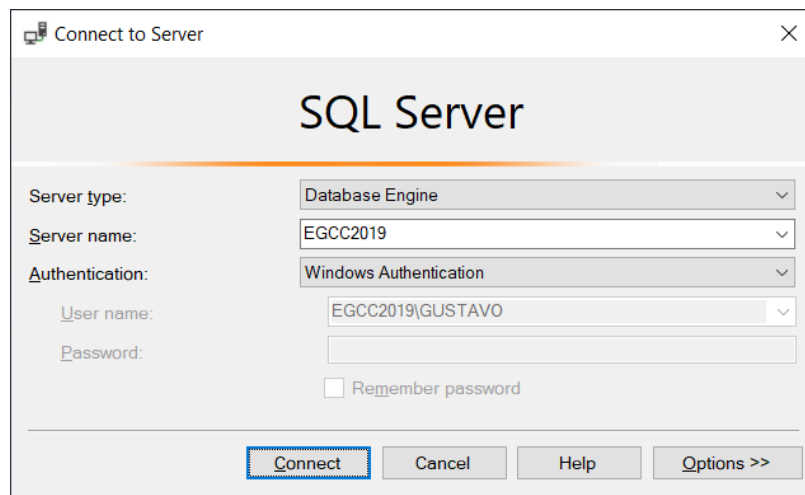 Connect to Server
SQL Server
Server type: Database Engine
Server name: EGCC2019
Authentication: Windows Authentication
User name: EGCC2019\GUSTAVO
Password:
Remember password
Connect Cancel Help Options >>